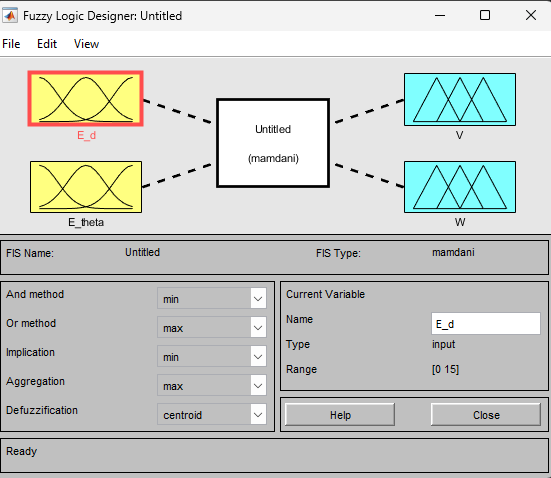 Fuzzy Logic Designer: Untitled
File Edit View
E_d
E_theta
Untitled
(mamdani)
V
W
FIS Name: Untitled FIS Type: mamdani
And method min
Or method max
Implication min
Aggregation max
Defuzzification centroid
Current Variable
Name E_d
Type input
Range [0 15]
Help Close
Ready